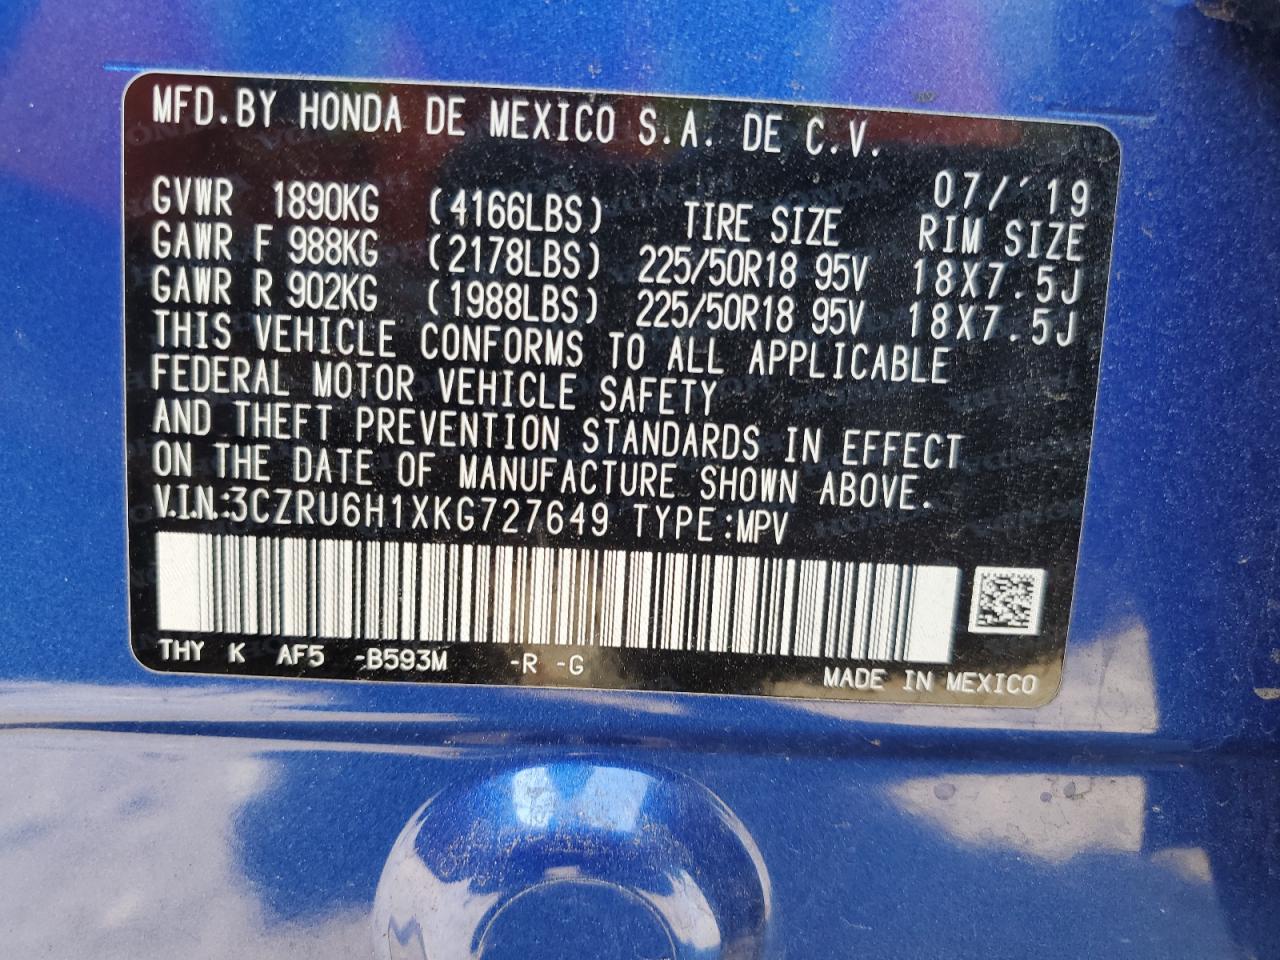 MFD.BY HONDA DE MEXICO S.A. DE C.V.
07/'19
GVWR 1890KG (4166LBS) TIRE SIZE RIM SIZE
GAWR F 988KG (2178LBS) 225/50R18 95V 18X7.5J
GAWR R 902KG (1988LBS) 225/50R18 95V 18X7.5J
THIS VEHICLE CONFORMS TO ALL APPLICABLE
FEDERAL MOTOR VEHICLE SAFETY
AND THEFT PREVENTION STANDARDS IN EFFECT
ON THE DATE OF MANUFACTURE SHOWN ABOVE.
V.I.N.:3CZRU6H1XKG727649 TYPE:MPV
THY K AF5 -B593M -R -G
MADE IN MEXICO